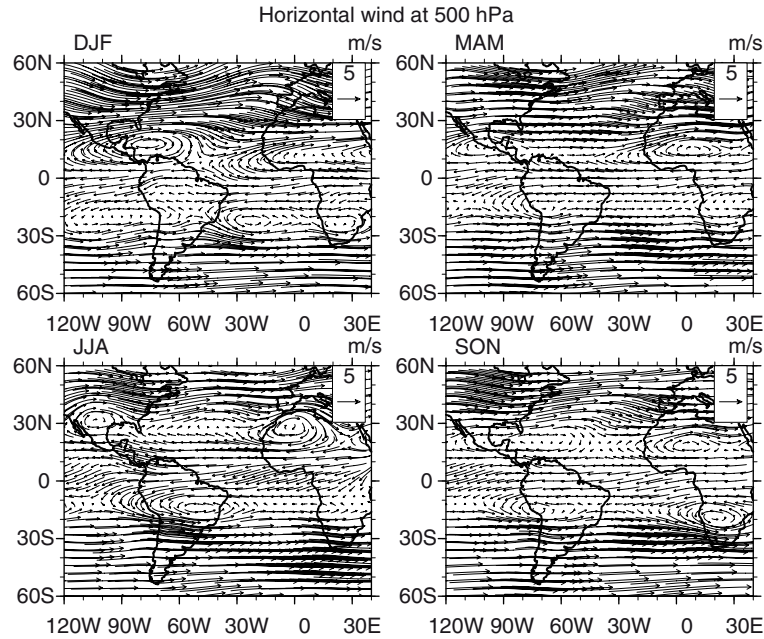 Horizontal wind at 500 hPa
DJF m/s MAM m/s
60N 5 60N 5
30N 30N
0 0
30S 30S
60S 60S
120W 90W 60W 30W 0 30E 120W 90W 60W 30W 0 30E
JJA m/s SON m/s
60N 5 60N 5
30N 30N
0 0
30S 30S
60S 60S
120W 90W 60W 30W 0 30E 120W 90W 60W 30W 0 30E